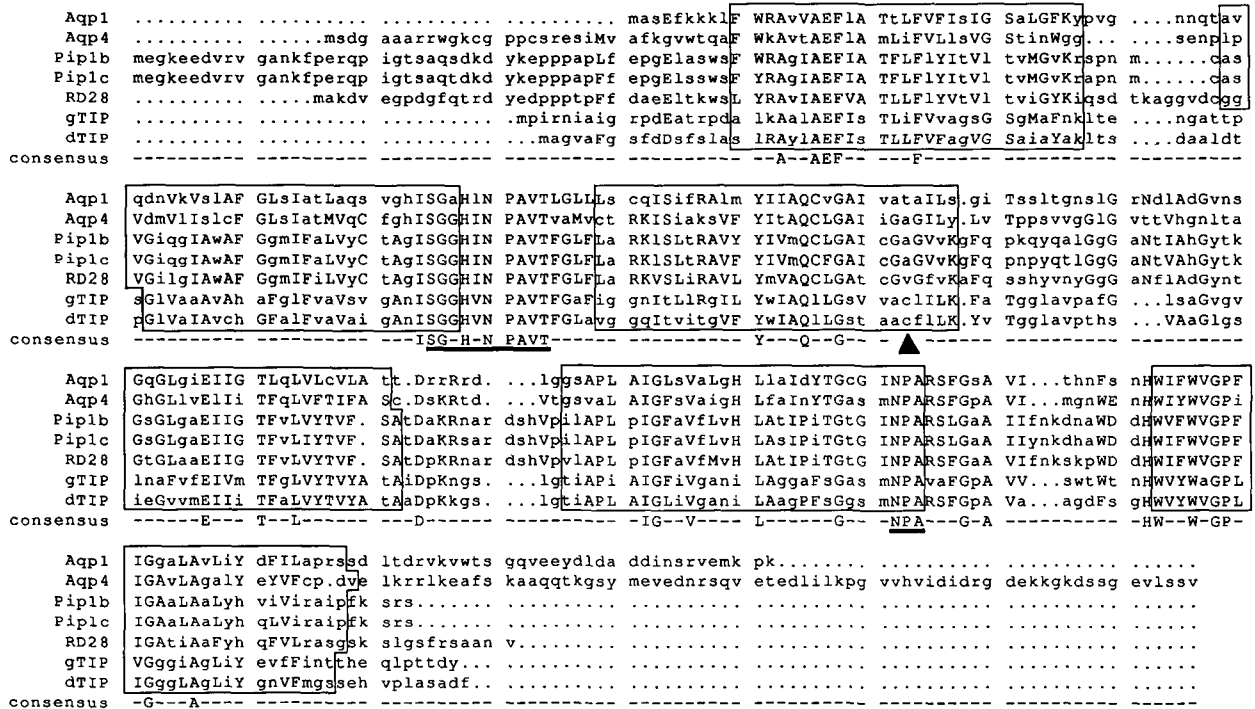 Aqp1 .......... .......... .......... masEfkkklF WRAvVAEFlA TtLFVFIsIG SaLGFKypvg ....nnqtav
Aqp4 .......... .....msdg aaarrwgkcg ppcsresiMv afkgvwtqaF WKAvtAEFLA mLiFVLlsVG StinWgg... ...senplp
Pip1b megkeedvrv gankfperqp igtsaqsdkd ykepppapLf epgElaswsF WRAgIAEFIA TFLFlYItVl tvMGVKrspn m.....cas
Pip1c megkeedvrv gankfperqp igtsaqtdkd ykepppapff epgElsswsF WRAgIAEFIA TFLFlYItVl tvMGVKrapn m.....cas
RD28 .......... .....makdv egpdgfqtrd yedppptpFf daeELtkwsL YRAvIAEFVA TLLFlYVtVl tviGYKiqsd tkaggvdcgg
gTIP .......... .......... .......... .mpirniaig rpdEatrpda lkAalAEFIs TLiFVvagsG SgMaFnklte ...ngattp
dTIP .......... .......... .......... ..magvaFg sfdDsfslas lRAylAEFIs TLLFVFagVG SaiaYaklts ...daaldt
consensus ---------- ---------- ---------- ---------- ---------- --A--AEF-- ---F------ ---------- ----------
Aqp1 qdnVkVslAF GLsIAtLaqs vghISGaHlN PAVTLGLLLs cqISifRAlm YIIAQCvGAI vataILs.gi TssltgnslG rNdlAdGvns
Aqp4 VdmVlIslcF GLsIAtMVqC fghISGgHIN PAVTvaMvct RKISiaksVF YItAQClGAI iGaGILy.Lv TppsvvgGlG vttVhgnlta
Pip1b VGiqgIAwAF GgmIFaLVyC tAgISGGHIN PAVTFGLFLa RKlSLtRAVY YIVmQCLGAI cGaGvvKgFq pkqyqalGgG aNtIAhGytk
Pip1c VGiqgIAwAF GgmIFaLVyC tAgISGGHIN PAVTFGLFLa RKlSLtRAVF YIVMQCFGAI cGaGvvKgFq pnpyqtlGgG aNtVAhGytk
RD28 VGilgIAwAF GgmIFiLVyC tAgISGGHIN PAVTFGLFLa RKVSLiRAVL YmvAQCLGAI cGvGfvKaFq sshyvnyGgG aNflAdGynt
gTIP sGlVaaAvAh aFglFvaVsv gAnISGGHVN PAVTFGaFig gnItLlRgIL YwIAQLLGsV vaclILK.Fa TgglavpafG ..lsaGvgv
dTIP pGlVaIAvch GFalFvaVai gAnISGGHVN PAVTFGLavg gqItvitgVF YwIAQlLGst aacfLLK.Yv Tgglavpths ..VAaGlgs
consensus ---------- ---------- ---ISG-H-N PAVT------ ---------- Y---Q--G-- ---------- ---------- ----------
Aqp1 GqGLgiEIIG TLqLVLcVLA tt.DrrRrd. ..lggsAPLA IGLsVaLgH LlaIdYTGcG INPARSFGsA VI...thnFs nHWIFWVGPF
Aqp4 GhGLlvElIi TFqLVFTIFA Sc.DsKRtd. ..VtgsvaLA IGFsVaigH LfaInYTGas mNPARSFGpA VI...mgnWE nHWIYWVGPi
Pip1b GsGLgaEIIG TFvLVYTVF. SAtDaKRnar dshVpilAPL pIGFaVFLvH LAtIPiTGtG INPARSLGaA IIfnkdnaWD dHWVFWVGPF
Pip1c GsGLgaEIIG TFvLIYTVF. SAtDaKRsar dshVpilAPL pIGFaVFLvH LAsIPiTGtG INPARSLGaA IIynkdhaWD dHWIFWVGPF
RD28 GtGLaaEIIG TFvLVYTVF. SAtDpKRnar dshVpvlAPL pIGFaVFMvH LAtIPiTGtG INPARSFGaA VIfnkskpWD dHWIFWVGPF
gTIP lnaFvfEIVm TFgLVYTVYA tAiDpKngs. ..lgtiAPi AIGFiVganI LAggaFsGas mNPAvaFGpA VV...swtWt nHWVYWaGPL
dTIP ieGvvmEIIi TFaLVYTVYA tAaDpKkgs. ..lgtiAPL AIGLiVganI LAagPFSGgs mNPARSFGpA Va...agdFs gHWVYWVGPL
consensus -----E---- T--L------ ---D------ ---------- -IG--V---- L-----G--- -NPA---G-A ---------- -HW--W-GP-
Aqp1 IGgaLAvLiY dFILaprssd ltdrvkvwts gqveeydlda ddinsrvemk pk........ .......... ..........
Aqp4 IGAvLAgalY eYVFcp.dve lkrrlkeafs kaaqqtkgsy mevednrsqv etedlilkpg vvhvididrg dekkgkdssg evlssv
Pip1b IGAaLAaLyh viViraipfk srs....... .......... .......... .......... .......... .......... ......
Pip1c IGAaLAaLyh qLViraipfk srs....... .......... .......... .......... .......... .......... ......
RD28 IGAtiAaFyh qFVLrasgsk slgsfrsaan v......... .......... .......... .......... .......... ......
gTIP VGggiAgLiY evfFintthe qlpttdy... .......... .......... .......... .......... .......... ......
dTIP IGggLAgLiY gnVFmgsseh vplasadf.. .......... .......... .......... .......... .......... ......
consensus -G---A---- ---------- ---------- ---------- ---------- ---------- ---------- ---------- ------